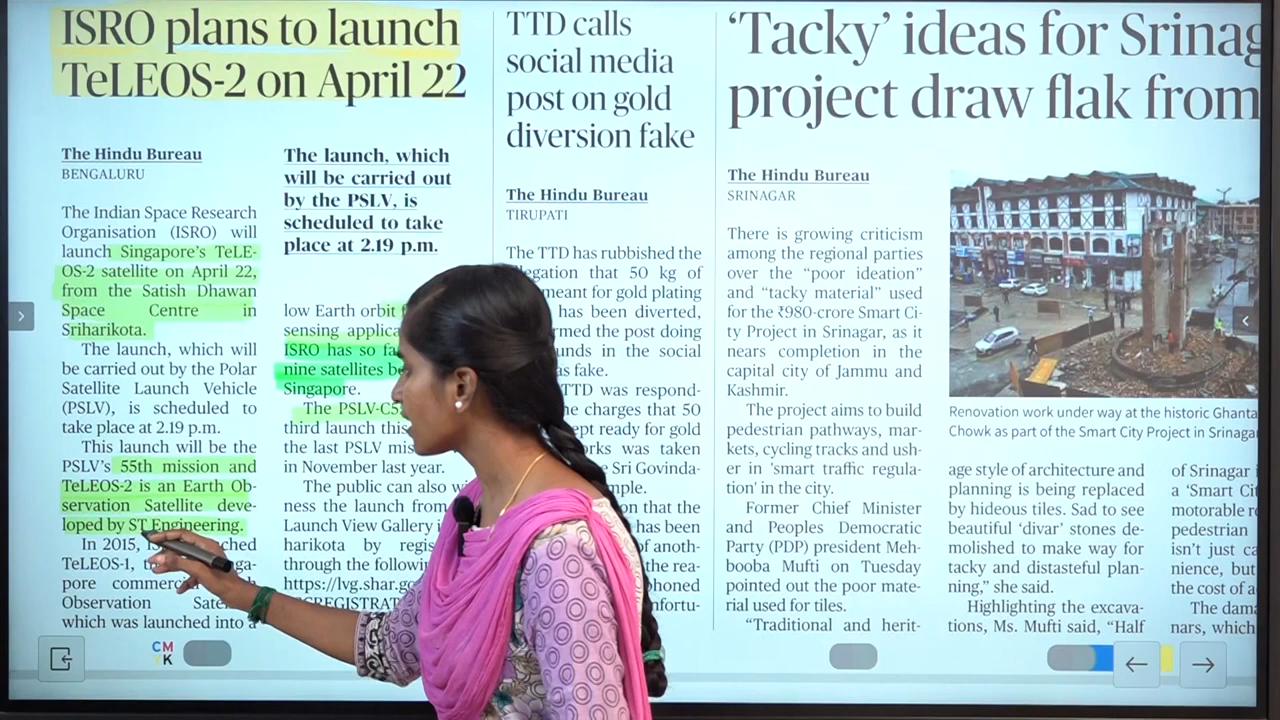 ISRO plans to launch
TeLEOS-2 on April 22
The Hindu Bureau
BENGALURU
The Indian Space Research
Organisation (ISRO) will
launch Singapore's TeLE-
OS-2 satellite on April 22,
from the Satish Dhawan
Space Centre in
Sriharikota.
The launch, which will
be carried out by the Polar
Satellite Launch Vehicle
(PSLV), is scheduled to
take place at 2.19 p.m.
This launch will be the
PSLV's 55th mission and
TeLEOS-2 is an Earth Ob-
servation Satellite deve-
loped by ST Engineering.
In 2015,
TeLEOS-1,
pore
Observation
which was launched into a
The launch, which
will be carried out
by the PSLV, is
scheduled to take
place at 2.19 p.m.
low Earth orbit
sensing
ISRO has so
nine satellites
Singapore.
The
third launch this
the last PSLV
in November last year.
The public can also
ness the launch from
Launch View Gallery
harikota by
through the
https://lvg.shar.
TTD calls
social media
post on gold
diversion fake
The Hindu Bureau
TIRUPATI
The TTD has rubbished the
that 50 kg of
meant for gold plating
has been diverted,
the post doing
in the social
as fake.
TTD was respond-
charges that 50
ready for gold
was taken
Sri Govinda-
on that the
has been
of anoth-
the rea-
‘Tacky’ ideas for
project draw flak from
The Hindu Bureau
SRINAGAR
There is growing criticism
among the regional parties
over the “poor ideation”
and “tacky material” used
for the ₹980-crore Smart Ci-
ty Project in Srinagar, as it
nears completion in the
capital city of Jammu and
Kashmir.
The project aims to build
pedestrian pathways, mar-
kets, cycling tracks and ush-
er in 'smart traffic regula-
tion' in the city.
Former Chief Minister
and Peoples Democratic
Party (PDP) president Meh-
booba Mufti on Tuesday
pointed out the poor mate-
rial used for tiles.
“Traditional and herit-
Renovation work under way at the historic Ghanta
Chowk as part of the Smart City Project in Srinagar
age style of architecture and
planning is being replaced
by hideous tiles. Sad to see
beautiful ‘divar’ stones de-
molished to make way for
tacky and distasteful plan-
ning,” she said.
Highlighting the excava-
tions, Ms. Mufti said, “Half
of Srinagar
a ‘Smart
motorable
pedestrian
isn't just
nience, but
the cost of
The
nars, which
CM
YK